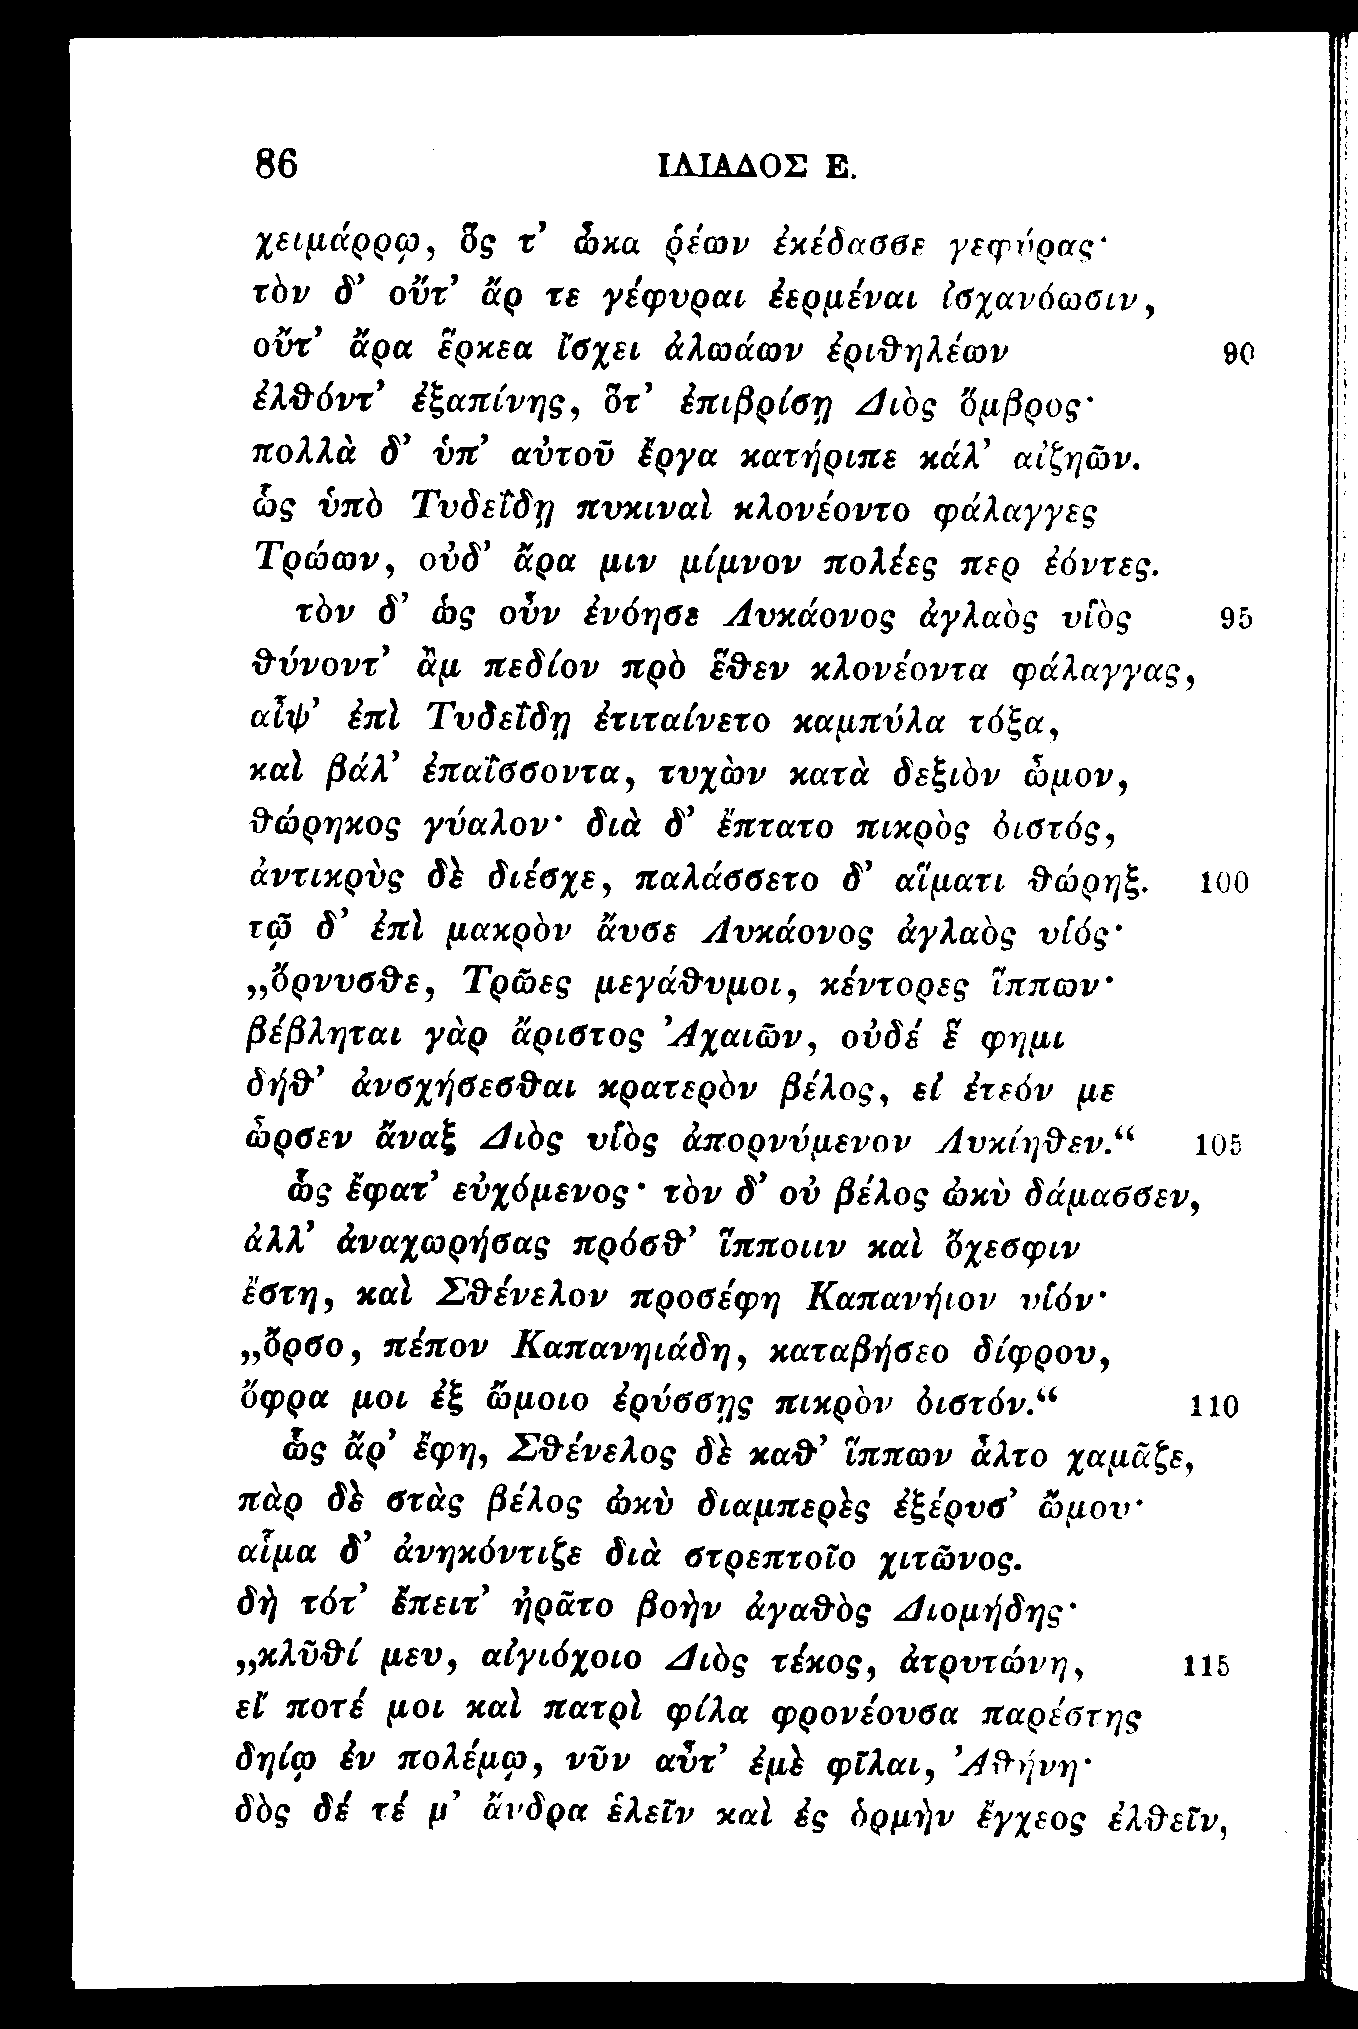 86 ΙΛΙΑΔΟΣ Ε.
χειμάρρῳ, ὅς τ’ ὦκα ῥέων ἐκέδασσε γεφύρας·
τὸν δ’ οὔτ’ ἄρ τε γέφυραι ἐερμέναι ἰσχανόωσιν,
οὔτ’ ἄρα ἕρκεα ἴσχει ἀλωάων ἐριθηλέων 90
ἐλθόντ’ ἐξαπίνης, ὅτ’ ἐπιβρίσῃ Διὸς ὄμβρος·
πολλὰ δ’ ὑπ’ αὐτοῦ ἔργα κατήριπε κάλ’ αἰζηῶν.
ὣς ὑπὸ Τυδεΐδῃ πυκιναὶ κλονέοντο φάλαγγες
Τρώων, οὐδ’ ἄρα μιν μίμνον πολέες περ ἐόντες.
τὸν δ’ ὡς οὖν ἐνόησε Λυκάονος ἀγλαὸς υἱὸς 95
θύνοντ’ ἂμ πεδίον πρὸ ἕθεν κλονέοντα φάλαγγας,
αἶψ’ ἐπὶ Τυδεΐδῃ ἐτιταίνετο καμπύλα τόξα,
καὶ βάλ’ ἐπαΐσσοντα, τυχὼν κατὰ δεξιὸν ὦμον,
θώρηκος γύαλον· διὰ δ’ ἔπτατο πικρὸς ὀιστός,
ἀντικρὺς δὲ διέσχε, παλάσσετο δ’ αἵματι θώρηξ. 100
τῷ δ’ ἐπὶ μακρὸν ἄυσε Λυκάονος ἀγλαὸς υἱός·
„ὄρνυσθε, Τρῶες μεγάθυμοι, κέντορες ἵππων·
βέβληται γὰρ ἄριστος Ἀχαιῶν, οὐδέ ἕ φημι
δήθ’ ἀνσχήσεσθαι κρατερὸν βέλος, εἰ ἐτεόν με
ὦρσεν ἄναξ Διὸς υἱὸς ἀπορνύμενον Λυκίηθεν.“ 105
ὣς ἔφατ’ εὐχόμενος· τὸν δ’ οὐ βέλος ὠκὺ δάμασσεν,
ἀλλ’ ἀναχωρήσας πρόσθ’ ἵπποιιν καὶ ὄχεσφιν
ἔστη, καὶ Σθένελον προσέφη Καπανήιον υἱόν·
„ὄρσο, πέπον Καπανηιάδη, καταβήσεο δίφρου,
ὄφρα μοι ἐξ ὤμοιο ἐρύσσῃς πικρὸν ὀιστόν.“ 110
ὣς ἄρ’ ἔφη, Σθένελος δὲ καθ’ ἵππων ἆλτο χαμᾶζε,
πὰρ δὲ στὰς βέλος ὠκὺ διαμπερὲς ἐξέρυσ’ ὤμου·
αἷμα δ’ ἀνηκόντιζε διὰ στρεπτοῖο χιτῶνος.
δὴ τότ’ ἔπειτ’ ἠρᾶτο βοὴν ἀγαθὸς Διομήδης·
„κλῦθί μευ, αἰγιόχοιο Διὸς τέκος, ἀτρυτώνη, 115
εἴ ποτέ μοι καὶ πατρὶ φίλα φρονέουσα παρέστης
δηίῳ ἐν πολέμῳ, νῦν αὖτ’ ἐμὲ φῖλαι, Ἀθήνη·
δὸς δέ τέ μ’ ἄνδρα ἑλεῖν καὶ ἐς ὁρμὴν ἔγχεος ἐλθεῖν,